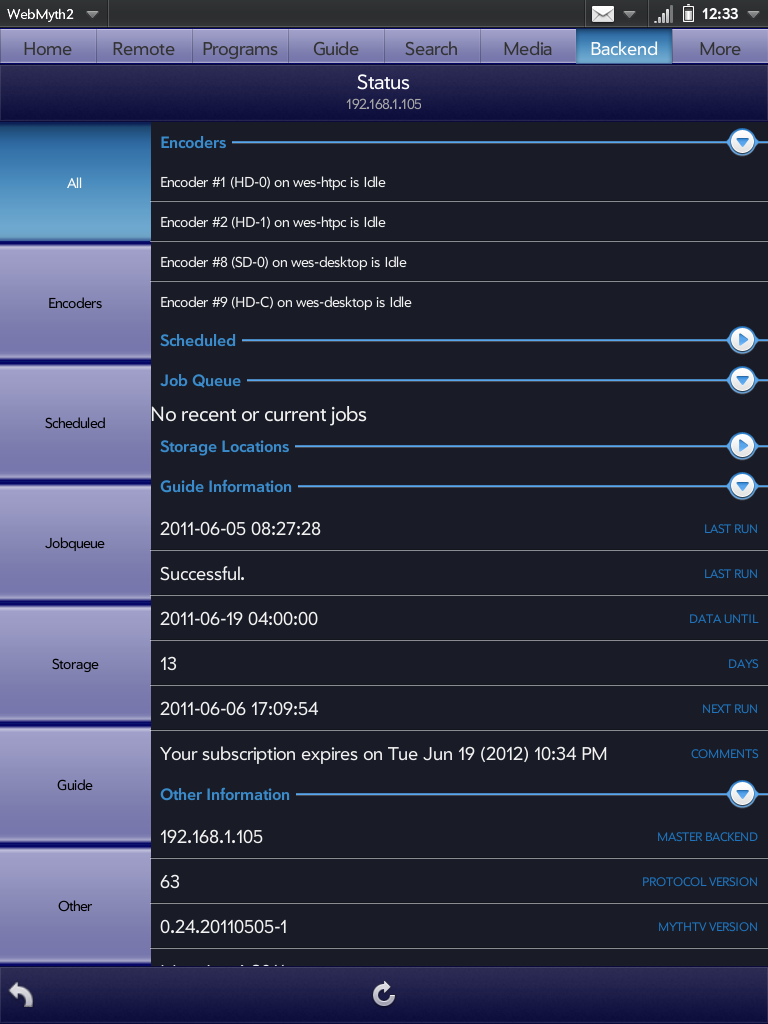 WebMyth2 12:33
Home Remote Programs Guide Search Media Backend More
Status
192.168.1.105
All
Encoders
Scheduled
Jobqueue
Storage
Guide
Other
Encoders
Encoder #1 (HD-0) on wes-htpc is Idle
Encoder #2 (HD-1) on wes-htpc is Idle
Encoder #8 (SD-0) on wes-desktop is Idle
Encoder #9 (HD-C) on wes-desktop is Idle
Scheduled
Job Queue
No recent or current jobs
Storage Locations
Guide Information
2011-06-05 08:27:28 LAST RUN
Successful. LAST RUN
2011-06-19 04:00:00 DATA UNTIL
13 DAYS
2011-06-06 17:09:54 NEXT RUN
Your subscription expires on Tue Jun 19 (2012) 10:34 PM COMMENTS
Other Information
192.168.1.105 MASTER BACKEND
63 PROTOCOL VERSION
0.24.20110505-1 MYTHTV VERSION